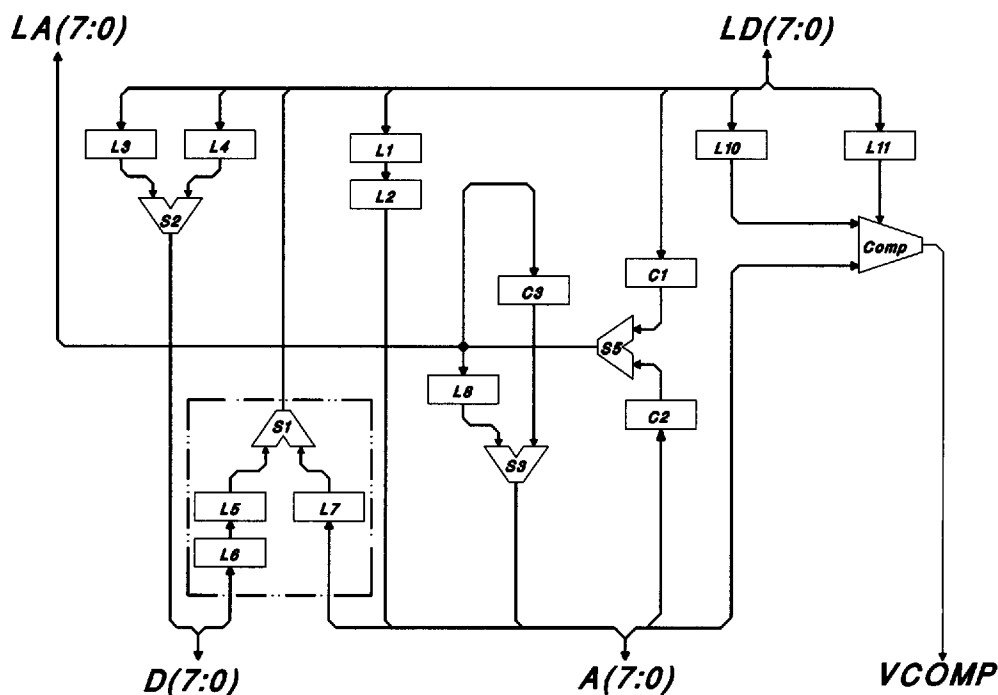 LA(7:0) LD(7:0)
L3 L4 L1 L10 L11
L2
S2
Comp
C3 C1
S5
L8 C2
S1
S3
L5 L7
L6
D(7:0) A(7:0) VCOMP